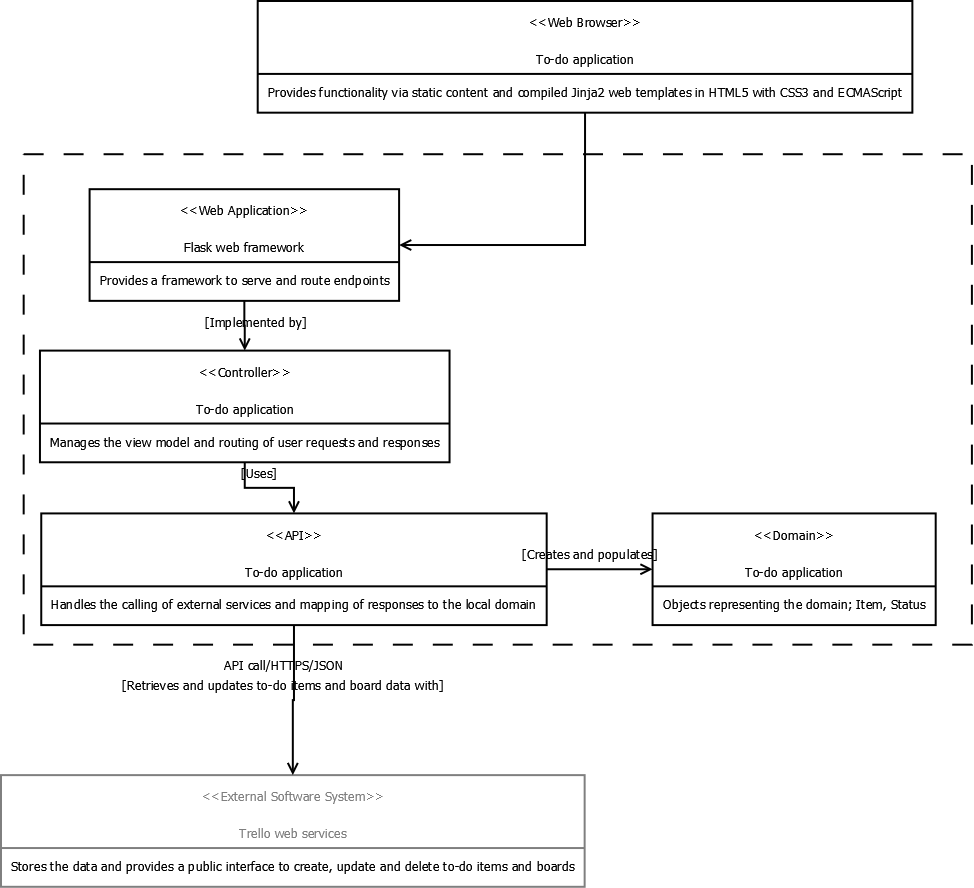 <<Web Browser>>
To-do application
Provides functionality via static content and compiled Jinja2 web templates in HTML5 with CSS3 and ECMAScript
<<Web Application>>
Flask web framework
Provides a framework to serve and route endpoints
[Implemented by]
<<Controller>>
To-do application
Manages the view model and routing of user requests and responses
[Uses]
<<API>>
To-do application
Handles the calling of external services and mapping of responses to the local domain
[Creates and populates]
<<Domain>>
To-do application
Objects representing the domain; Item, Status
API call/HTTPS/JSON
[Retrieves and updates to-do items and board data with]
<<External Software System>>
Trello web services
Stores the data and provides a public interface to create, update and delete to-do items and boards